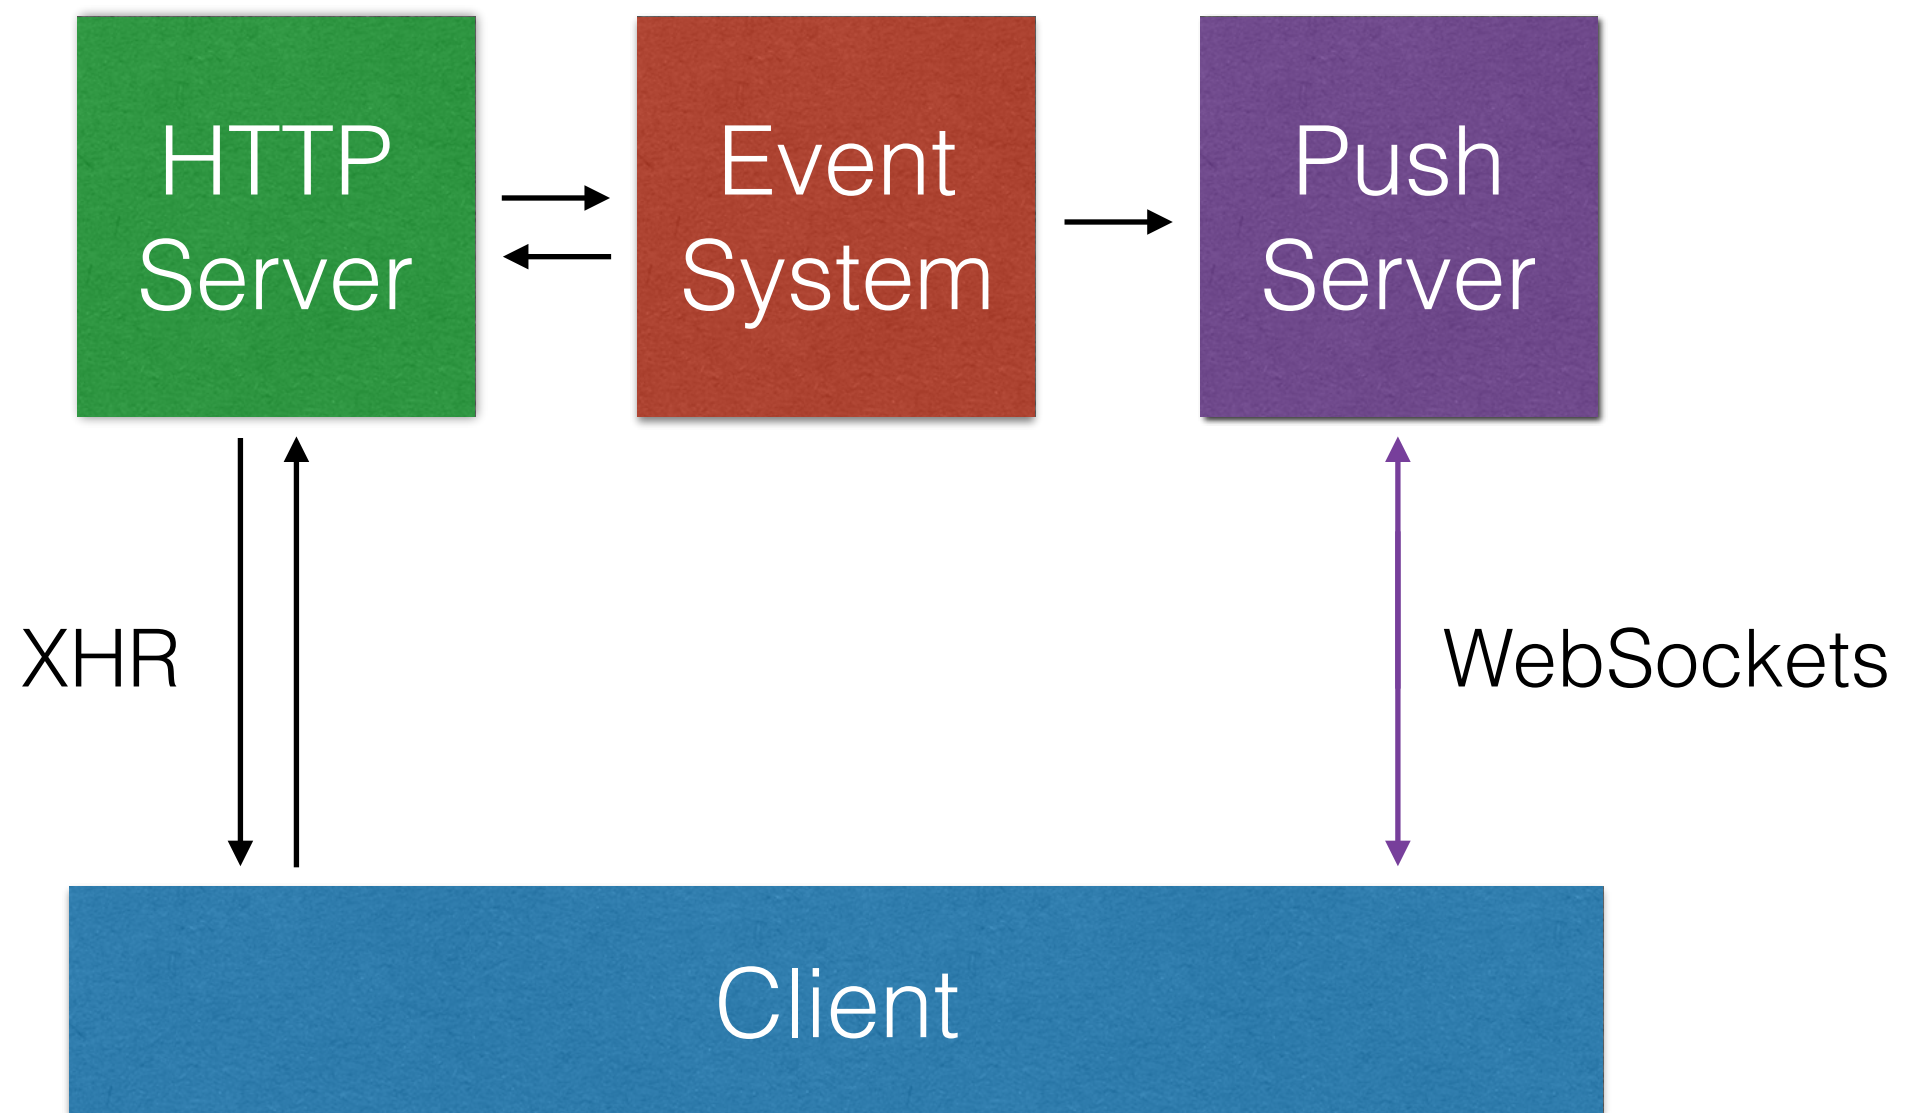 HTTP
Server
Event
System
Push
Server
XHR
WebSockets
Client